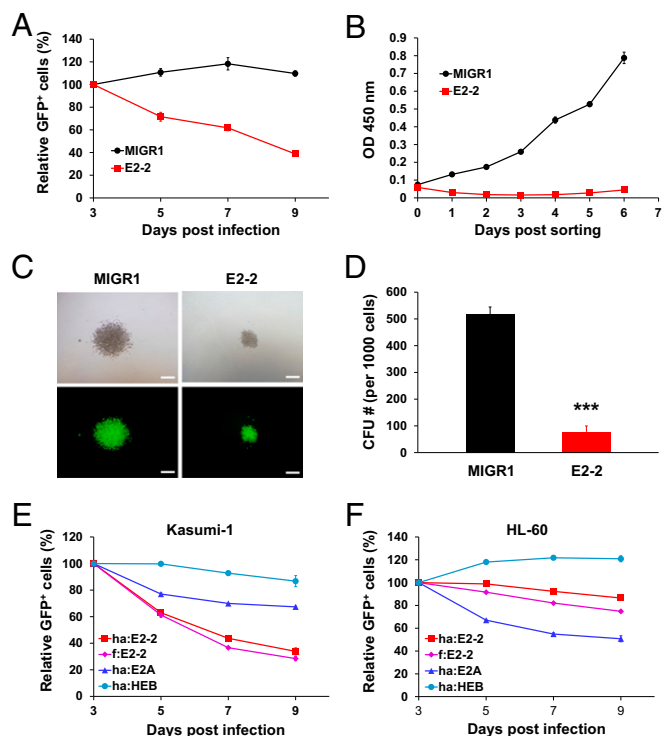 A
Relative GFP+ cells (%)
140
120
100
80
60
40
20
0
MIGR1
E2-2
3
5
7
9
Days post infection
B
OD 450 nm
0.9
0.8
0.7
0.6
0.5
0.4
0.3
0.2
0.1
0
MIGR1
E2-2
0
1
2
3
4
5
6
7
Days post sorting
C
MIGR1
E2-2
D
CFU # (per 1000 cells)
600
500
400
300
200
100
0
***
MIGR1
E2-2
E
Kasumi-1
Relative GFP+ cells (%)
120
100
80
60
40
20
0
ha:E2-2
f:E2-2
ha:E2A
ha:HEB
3
5
7
9
Days post infection
F
HL-60
Relative GFP+ cells (%)
140
120
100
80
60
40
20
0
ha:E2-2
f:E2-2
ha:E2A
ha:HEB
3
5
7
9
Days post infection